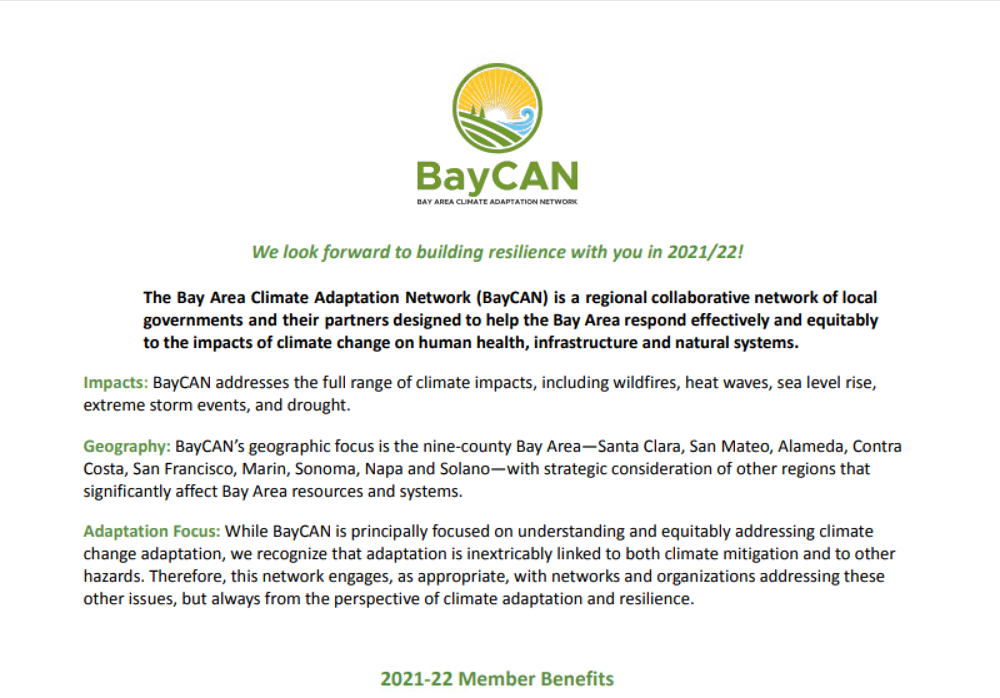 BayCAN
BAY AREA CLIMATE ADAPTATION NETWORK
We look forward to building resilience with you in 2021/22!
The Bay Area Climate Adaptation Network (BayCAN) is a regional collaborative network of local
governments and their partners designed to help the Bay Area respond effectively and equitably
to the impacts of climate change on human health, infrastructure and natural systems.
Impacts: BayCAN addresses the full range of climate impacts, including wildfires, heat waves, sea level rise,
extreme storm events, and drought.
Geography: BayCAN’s geographic focus is the nine-county Bay Area—Santa Clara, San Mateo, Alameda, Contra
Costa, San Francisco, Marin, Sonoma, Napa and Solano—with strategic consideration of other regions that
significantly affect Bay Area resources and systems.
Adaptation Focus: While BayCAN is principally focused on understanding and equitably addressing climate
change adaptation, we recognize that adaptation is inextricably linked to both climate mitigation and to other
hazards. Therefore, this network engages, as appropriate, with networks and organizations addressing these
other issues, but always from the perspective of climate adaptation and resilience.
2021-22 Member Benefits